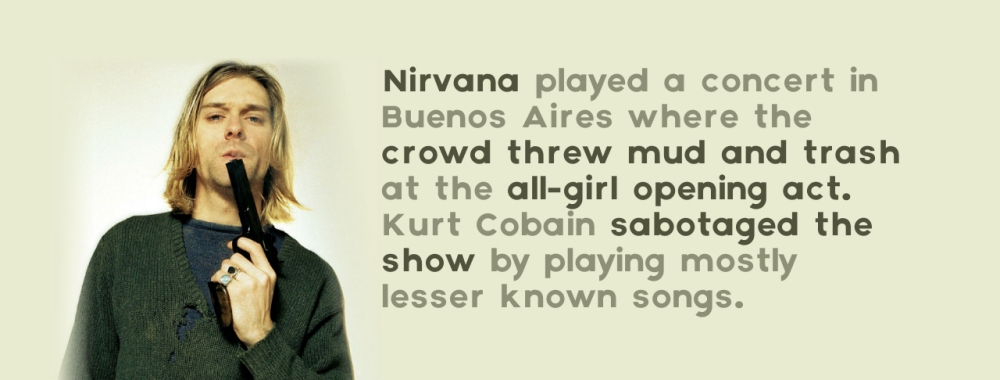 Nirvana played a concert in
Buenos Aires where the
crowd threw mud and trash
at the all-girl opening act.
Kurt Cobain sabotaged the
show by playing mostly
lesser known songs.